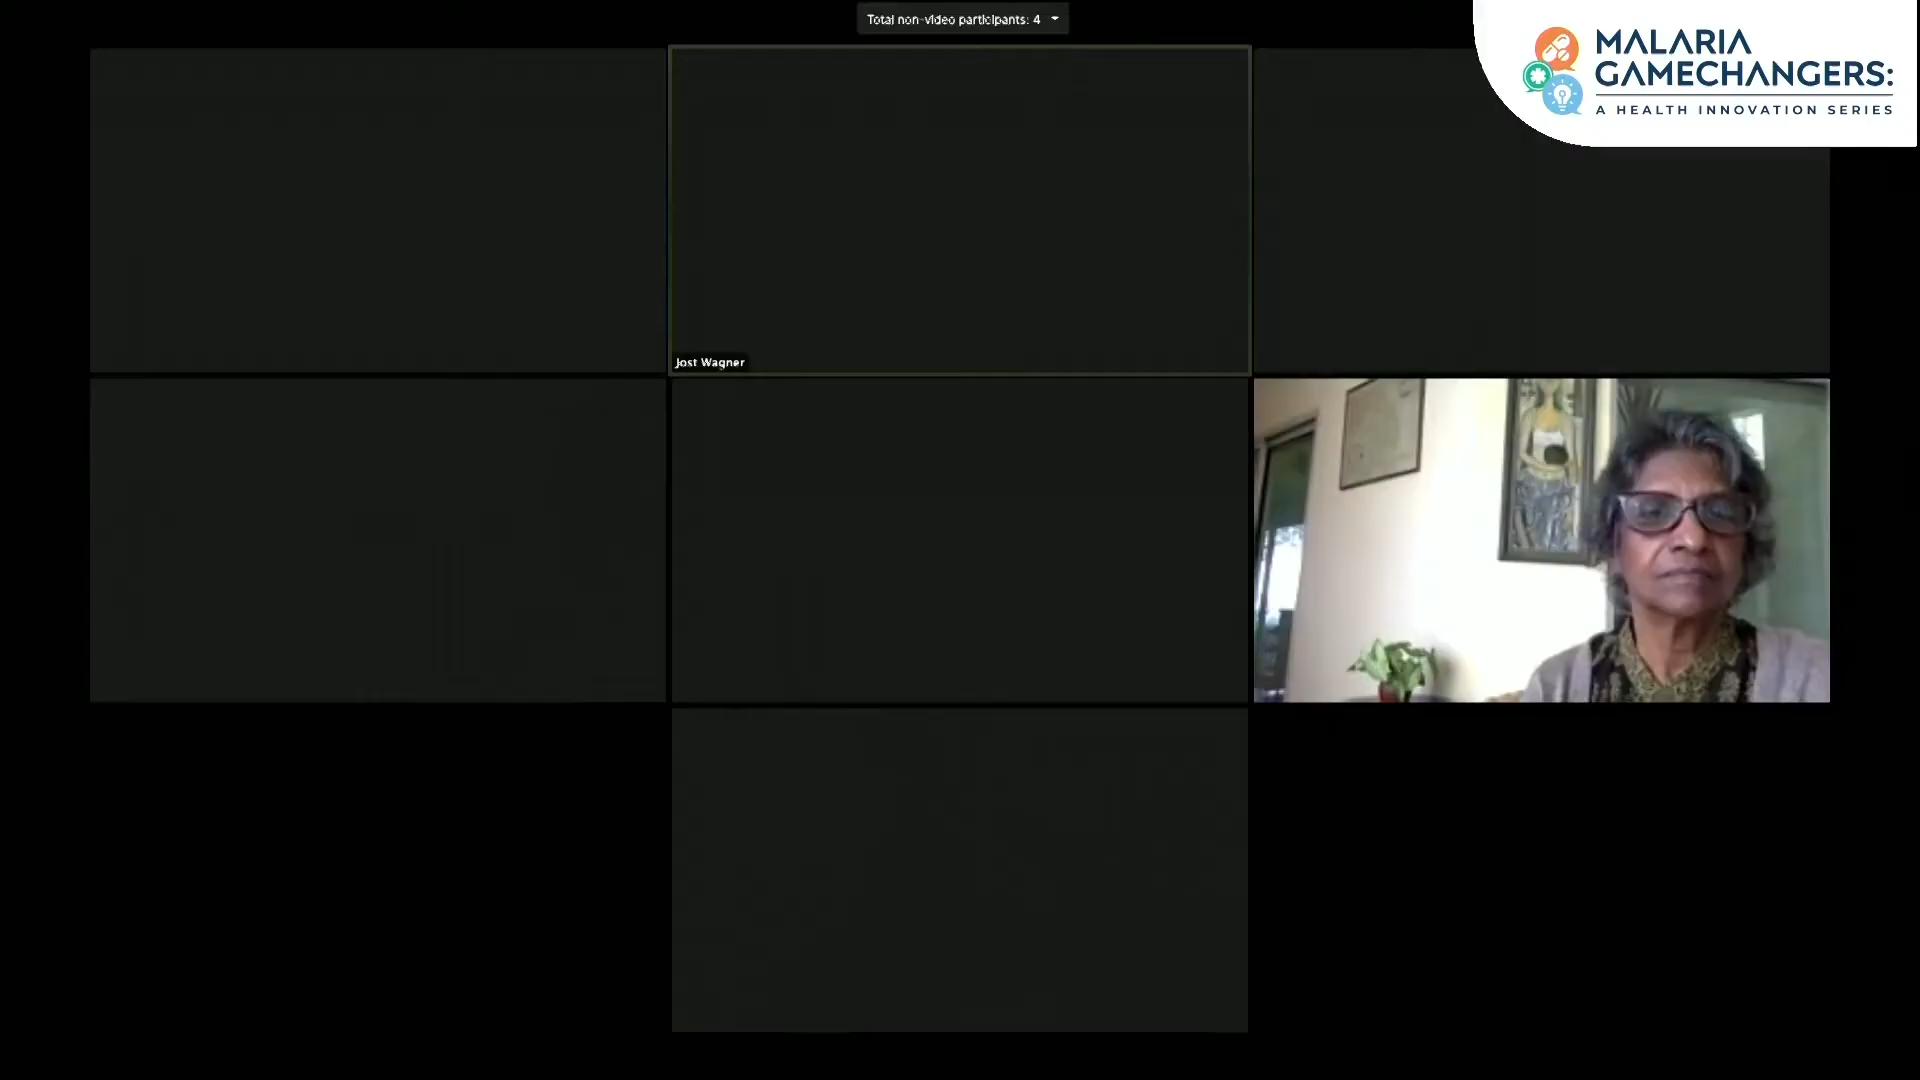 Total non-video participants: 4
MALARIA
GAMECHANGERS:
A HEALTH INNOVATION SERIES
Jost Wagner